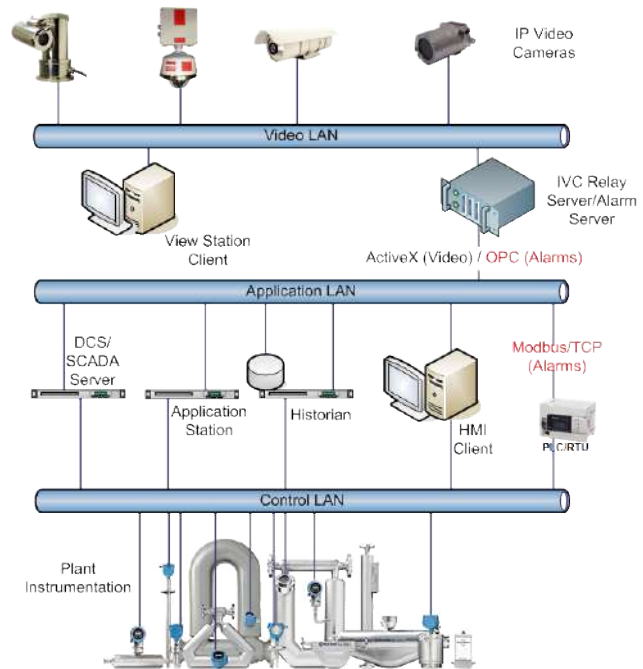 IP Video
Cameras
Video LAN
View Station
Client
IVC Relay
Server/Alarm
Server
ActiveX (Video) / OPC (Alarms)
Application LAN
DCS/
SCADA
Server
Application
Station
Historian
HMI
Client
Modbus/TCP
(Alarms)
PLC/RTU
Control LAN
Plant
Instrumentation